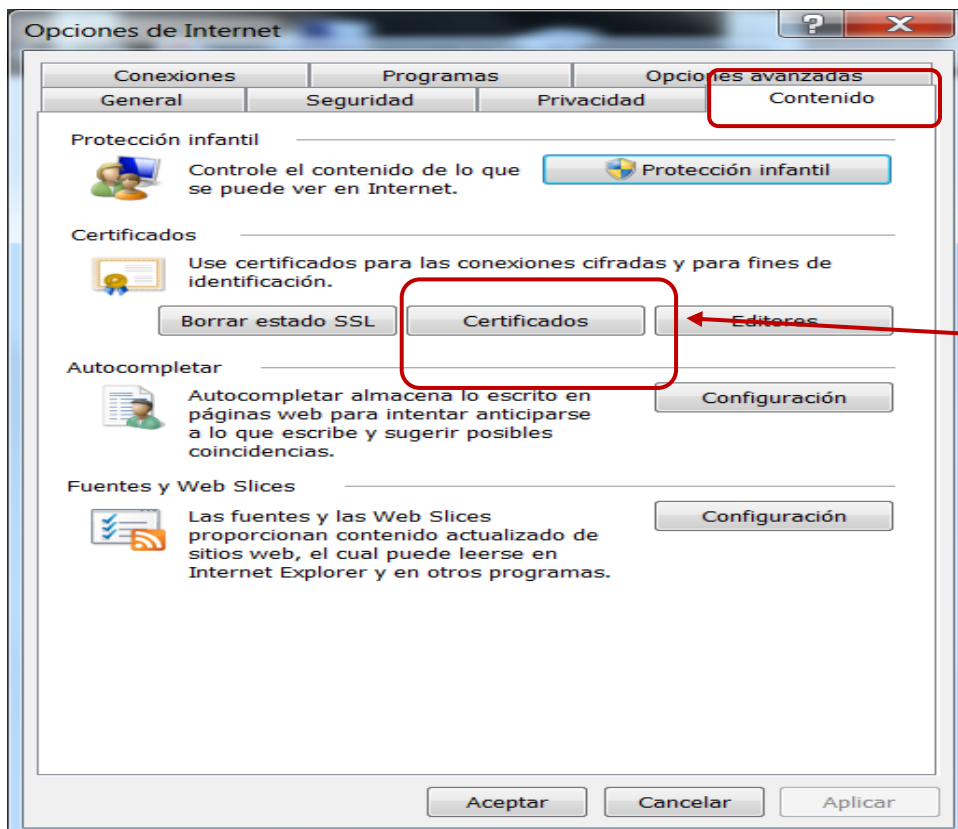 Opciones de Internet
?
X
Conexiones
Programas
Opciones avanzadas
General
Seguridad
Privacidad
Contenido
Protección infantil
Controle el contenido de lo que
se puede ver en Internet.
Protección infantil
Certificados
Use certificados para las conexiones cifradas y para fines de
identificación.
Borrar estado SSL
Certificados
Editores
Autocompletar
Autocompletar almacena lo escrito en
páginas web para intentar anticiparse
a lo que escribe y sugerir posibles
coincidencias.
Configuración
Fuentes y Web Slices
Las fuentes y las Web Slices
proporcionan contenido actualizado de
sitios web, el cual puede leerse en
Internet Explorer y en otros programas.
Configuración
Aceptar
Cancelar
Aplicar